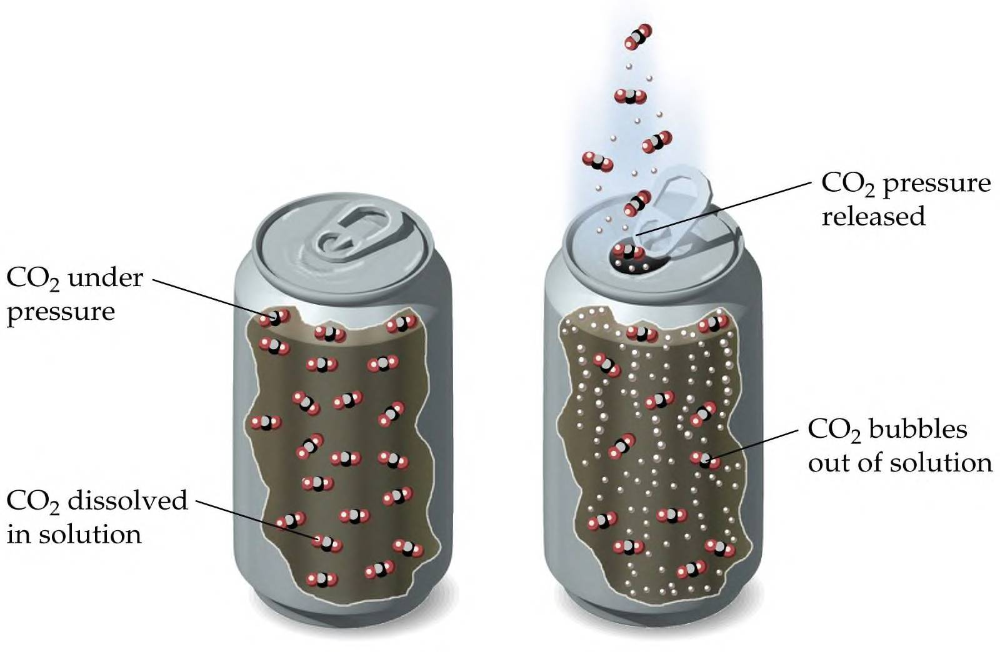 CO₂ pressure
released
CO₂ under
pressure
CO₂ bubbles
out of solution
CO₂ dissolved
in solution